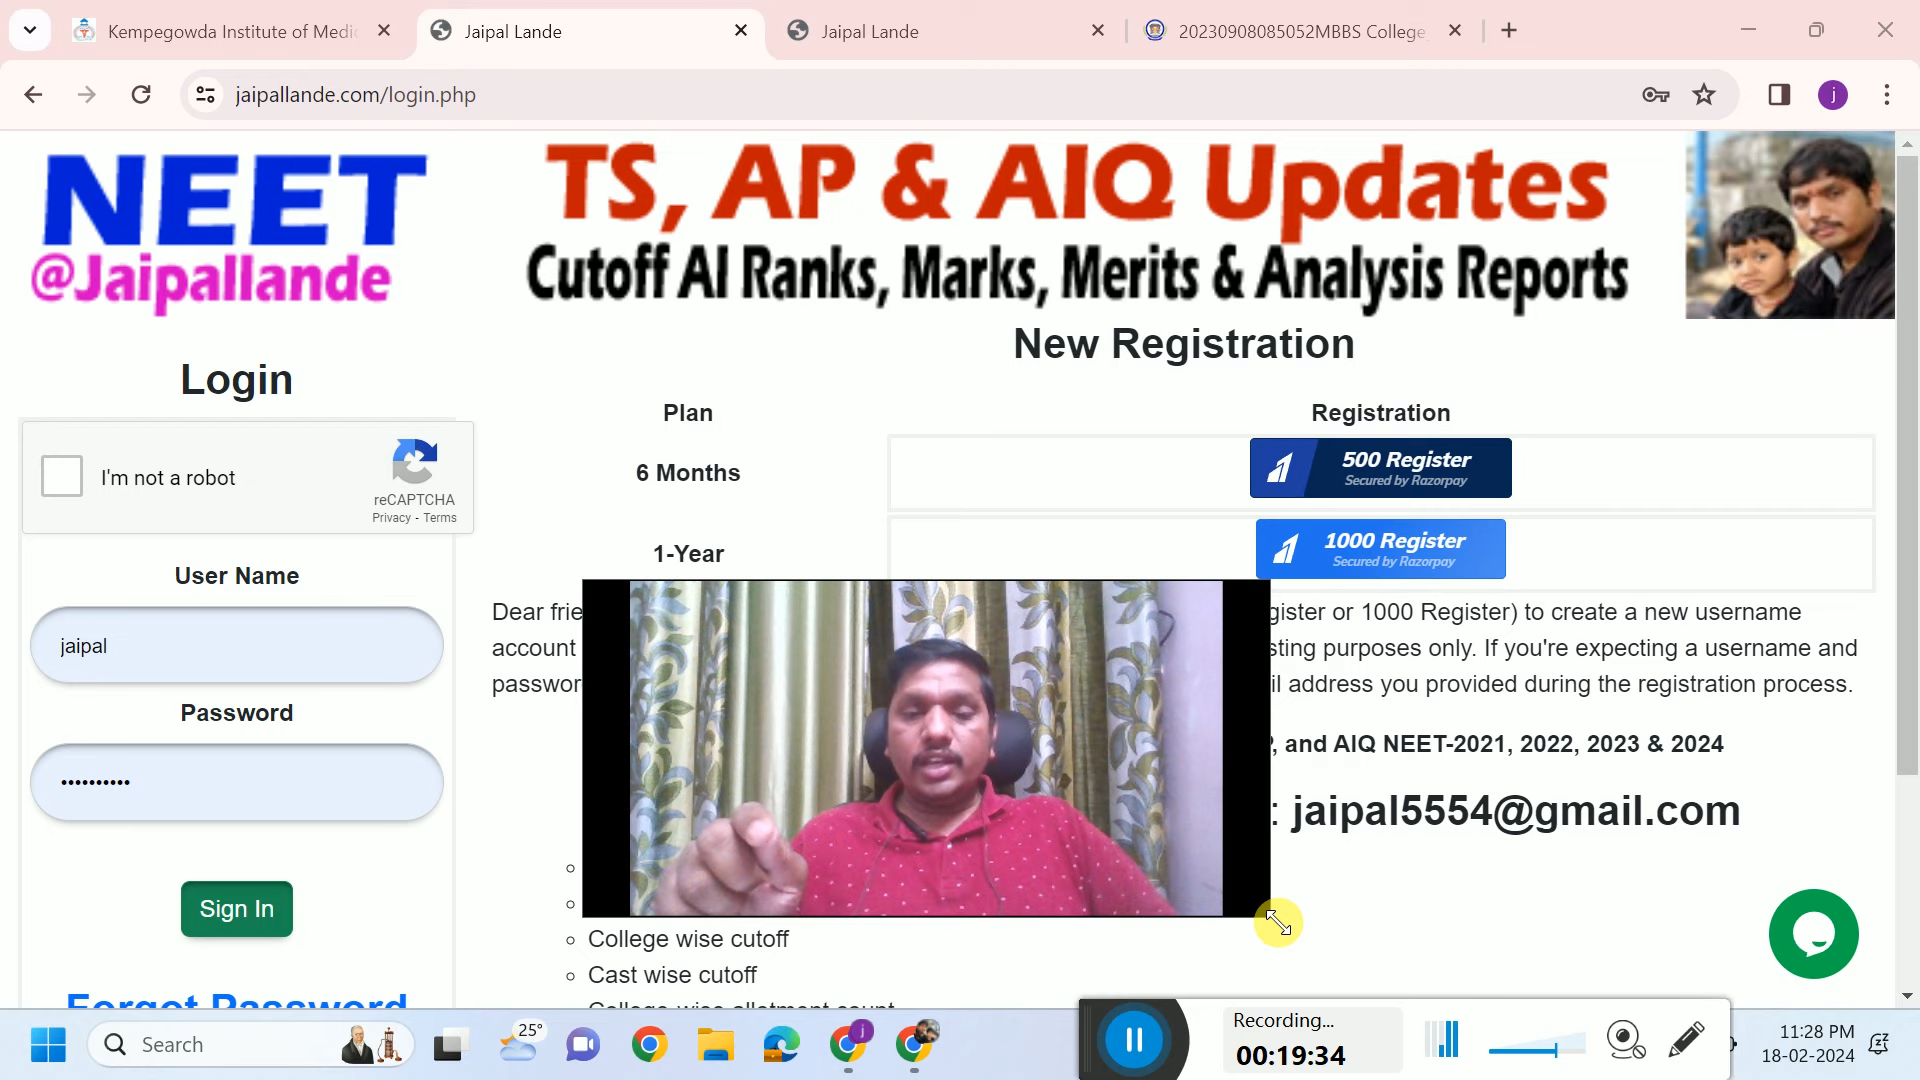 Kempegowda Institute of Medi
Jaipal Lande
Jaipal Lande
20230908085052MBBS College
jaipallande.com/login.php
j
NEET
@Jaipallande
TS, AP & AIQ Updates
Cutoff AI Ranks, Marks, Merits & Analysis Reports
New Registration
Login
Plan
Registration
I'm not a robot
reCAPTCHA
Privacy - Terms
6 Months
500 Register
Secured by Razorpay
1-Year
1000 Register
Secured by Razorpay
User Name
jaipal
Password
••••••••••
Sign In
Forgot Password
Dear frie
gister or 1000 Register) to create a new username
account
sting purposes only. If you're expecting a username and
passwor
il address you provided during the registration process.
, and AIQ NEET-2021, 2022, 2023 & 2024
: jaipal5554@gmail.com
College wise cutoff
Cast wise cutoff
College wise allotment count
Search
25°
j
Recording...
00:19:34
11:28 PM
18-02-2024